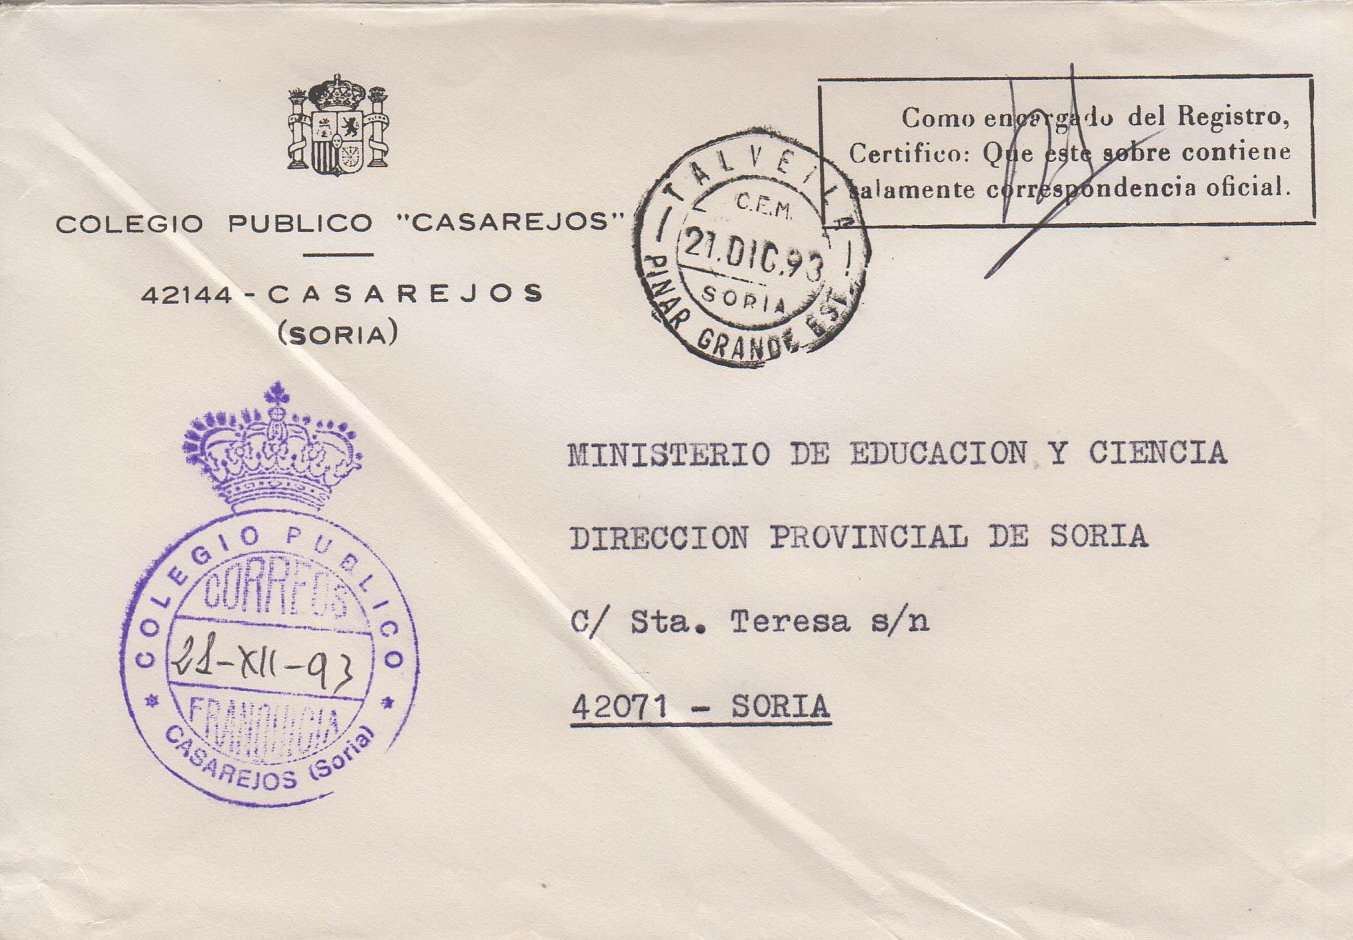 COLEGIO PUBLICO "CASAREJOS"
42144 - CASAREJOS
(SORIA)
TALVEILA
C.E.M.
21.DIC.93
SORIA
PINAR GRANDE EST.
Como encargado del Registro,
Certifico: Que este sobre contiene
salamente correspondencia oficial.
COLEGIO PUBLICO
CORREOS
21-XII-93
FRANQUICIA
CASAREJOS (Soria)
MINISTERIO DE EDUCACION Y CIENCIA
DIRECCION PROVINCIAL DE SORIA
C/ Sta. Teresa s/n
42071 - SORIA